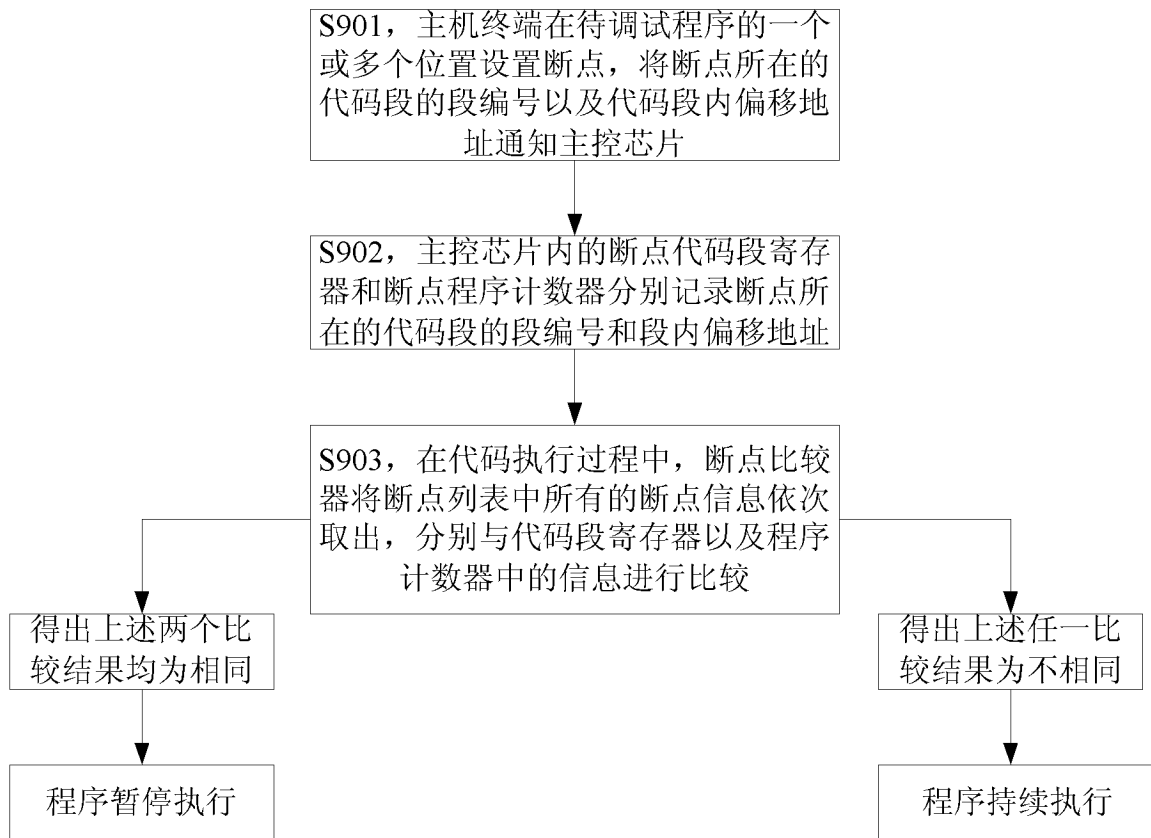 S901，主机终端在待调试程序的一个
或多个位置设置断点，将断点所在的
代码段的段编号以及代码段内偏移地
址通知主控芯片
S902，主控芯片内的断点代码段寄存
器和断点程序计数器分别记录断点所
在的代码段的段编号和段内偏移地址
S903，在代码执行过程中，断点比较
器将断点列表中所有的断点信息依次
取出，分别与代码段寄存器以及程序
计数器中的信息进行比较
得出上述两个比
较结果均为相同
得出上述任一比
较结果为不相同
程序暂停执行
程序持续执行